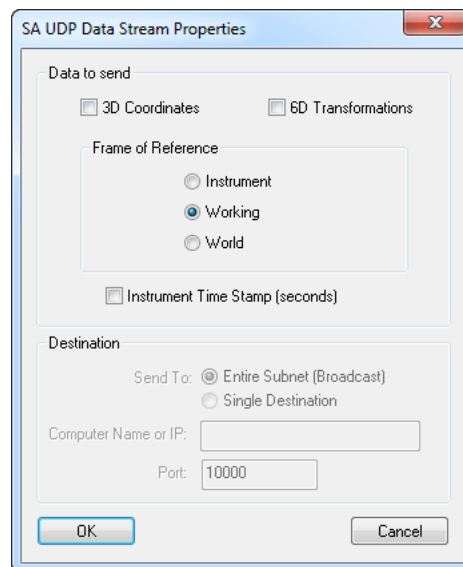 SA UDP Data Stream Properties
Data to send
3D Coordinates 6D Transformations
Frame of Reference
Instrument
Working
World
Instrument Time Stamp (seconds)
Destination
Send To: Entire Subnet (Broadcast)
Single Destination
Computer Name or IP:
Port: 10000
OK Cancel